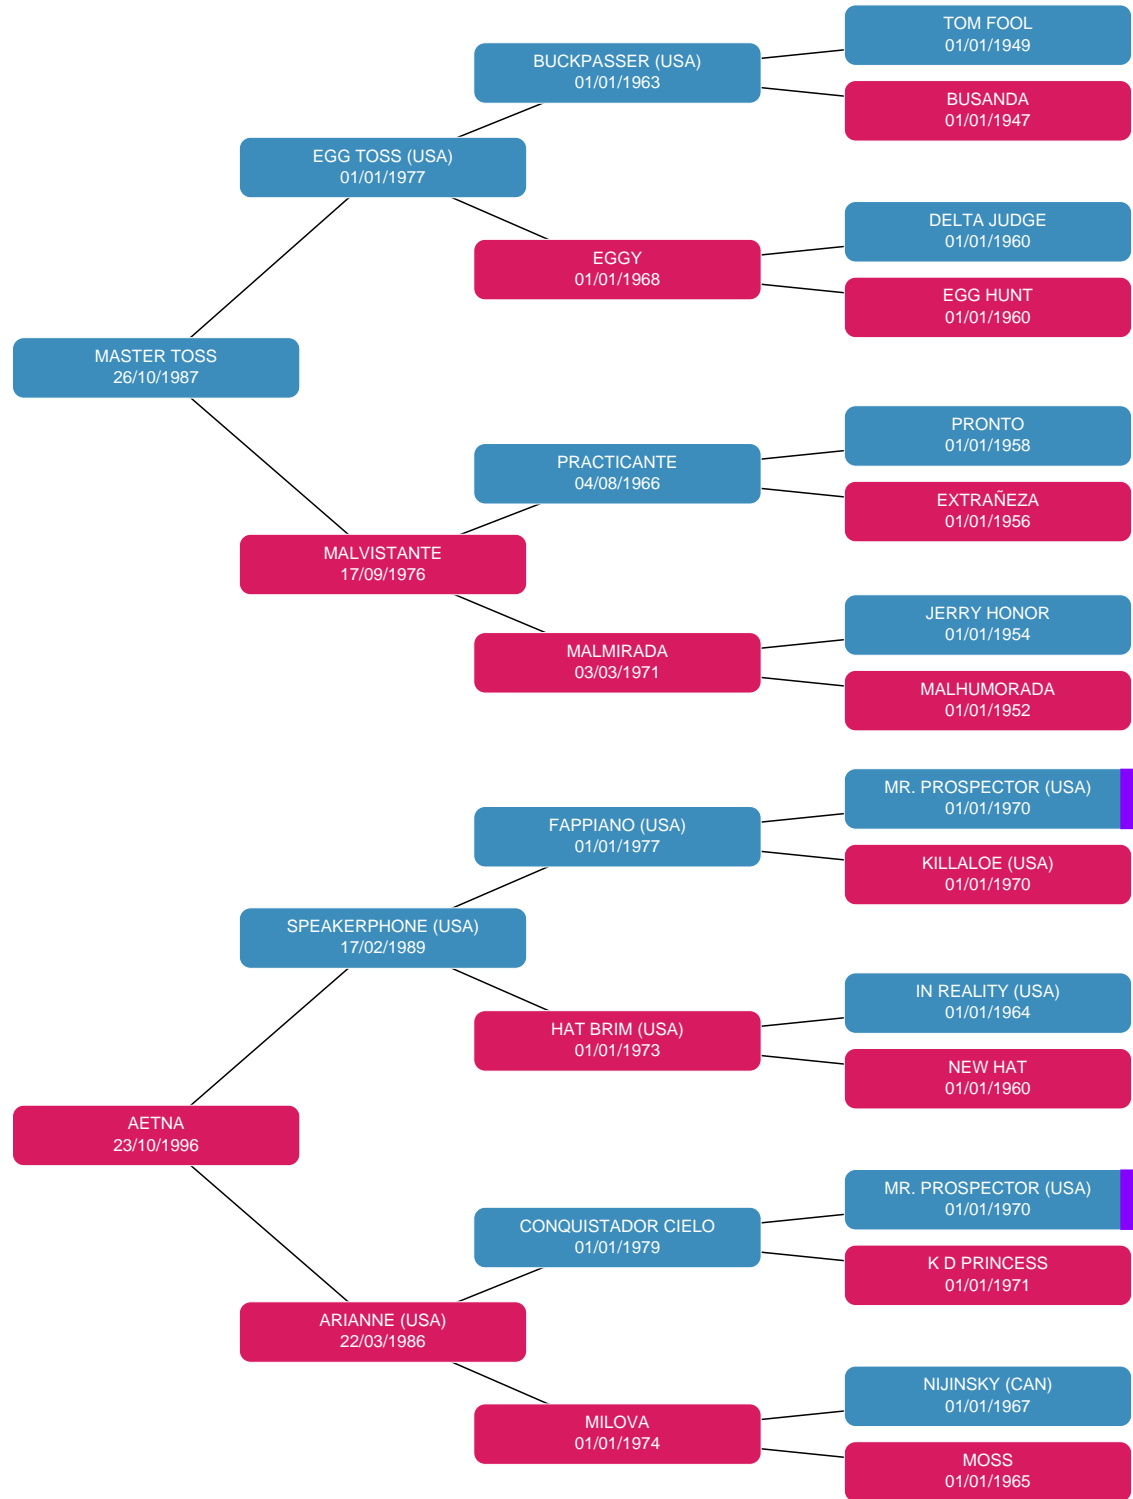 TOM FOOL
01/01/1949
BUCKPASSER (USA)
01/01/1963
BUSANDA
01/01/1947
EGG TOSS (USA)
01/01/1977
DELTA JUDGE
01/01/1960
EGGY
01/01/1968
EGG HUNT
01/01/1960
MASTER TOSS
26/10/1987
PRONTO
01/01/1958
PRACTICANTE
04/08/1966
EXTRAÑEZA
01/01/1956
MALVISTANTE
17/09/1976
JERRY HONOR
01/01/1954
MALMIRADA
03/03/1971
MALHUMORADA
01/01/1952
MR. PROSPECTOR (USA)
01/01/1970
FAPPIANO (USA)
01/01/1977
KILLALOE (USA)
01/01/1970
SPEAKERPHONE (USA)
17/02/1989
IN REALITY (USA)
01/01/1964
HAT BRIM (USA)
01/01/1973
NEW HAT
01/01/1960
AETNA
23/10/1996
MR. PROSPECTOR (USA)
01/01/1970
CONQUISTADOR CIELO
01/01/1979
K D PRINCESS
01/01/1971
ARIANNE (USA)
22/03/1986
NIJINSKY (CAN)
01/01/1967
MILOVA
01/01/1974
MOSS
01/01/1965